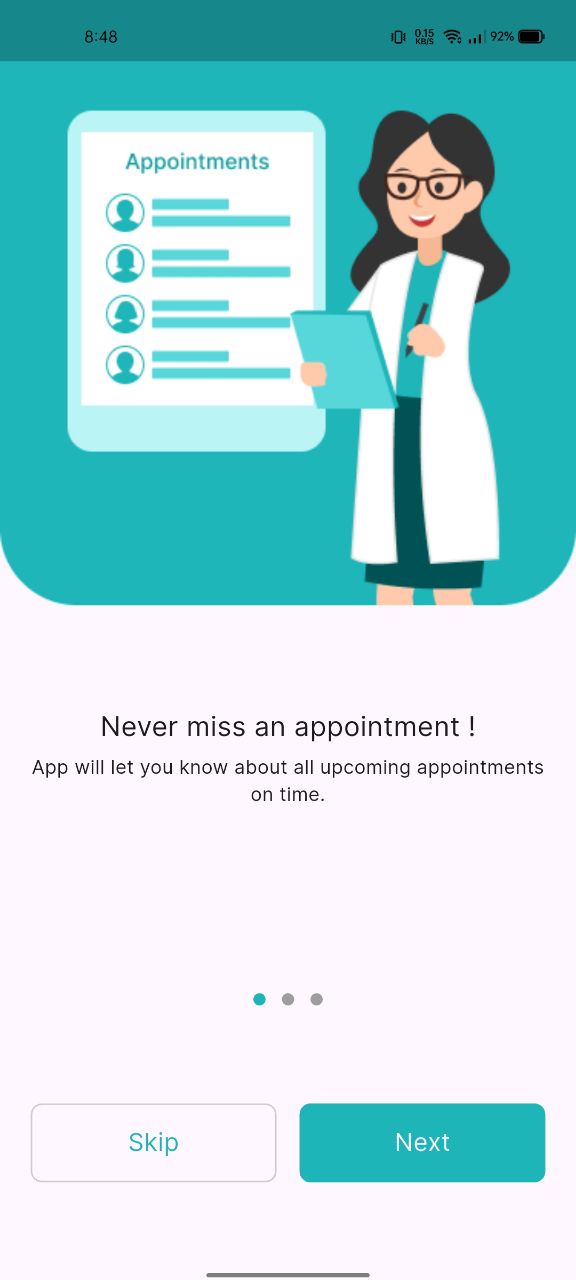 8:48
0.15
KB/S
92%
Appointments
Never miss an appointment !
App will let you know about all upcoming appointments
on time.
Skip
Next